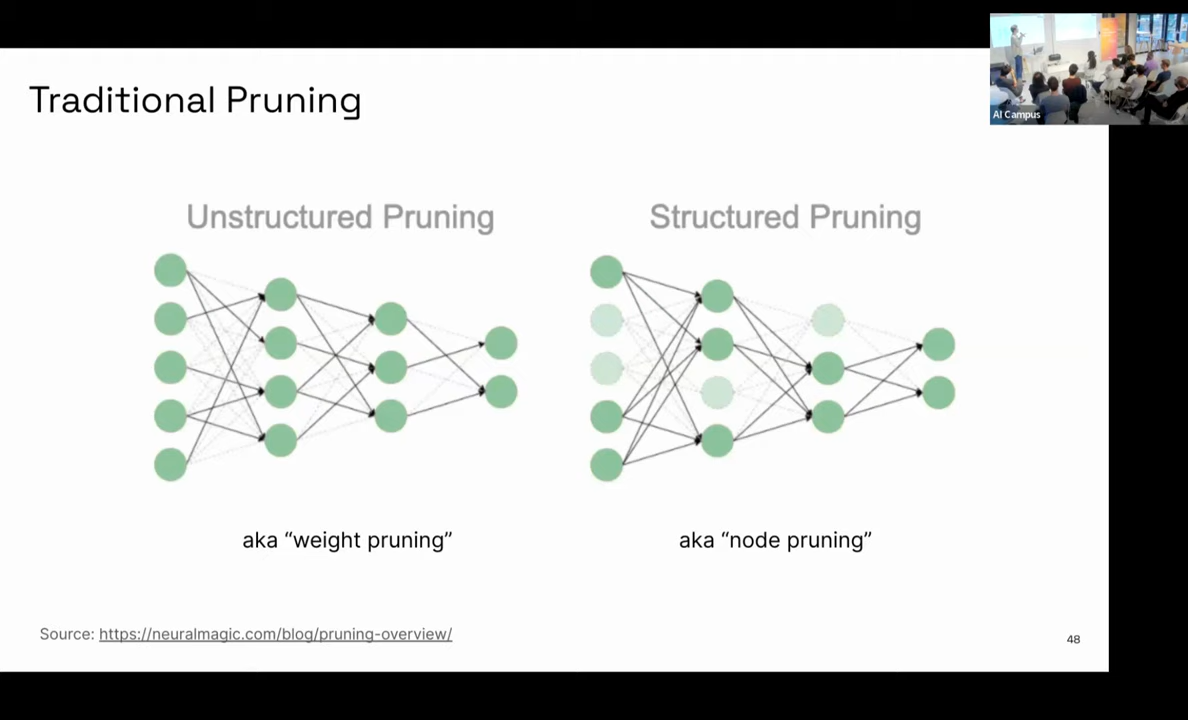 Traditional Pruning
AI Campus
Unstructured Pruning
Structured Pruning
aka “weight pruning”
aka “node pruning”
Source: https://neuralmagic.com/blog/pruning-overview/
48